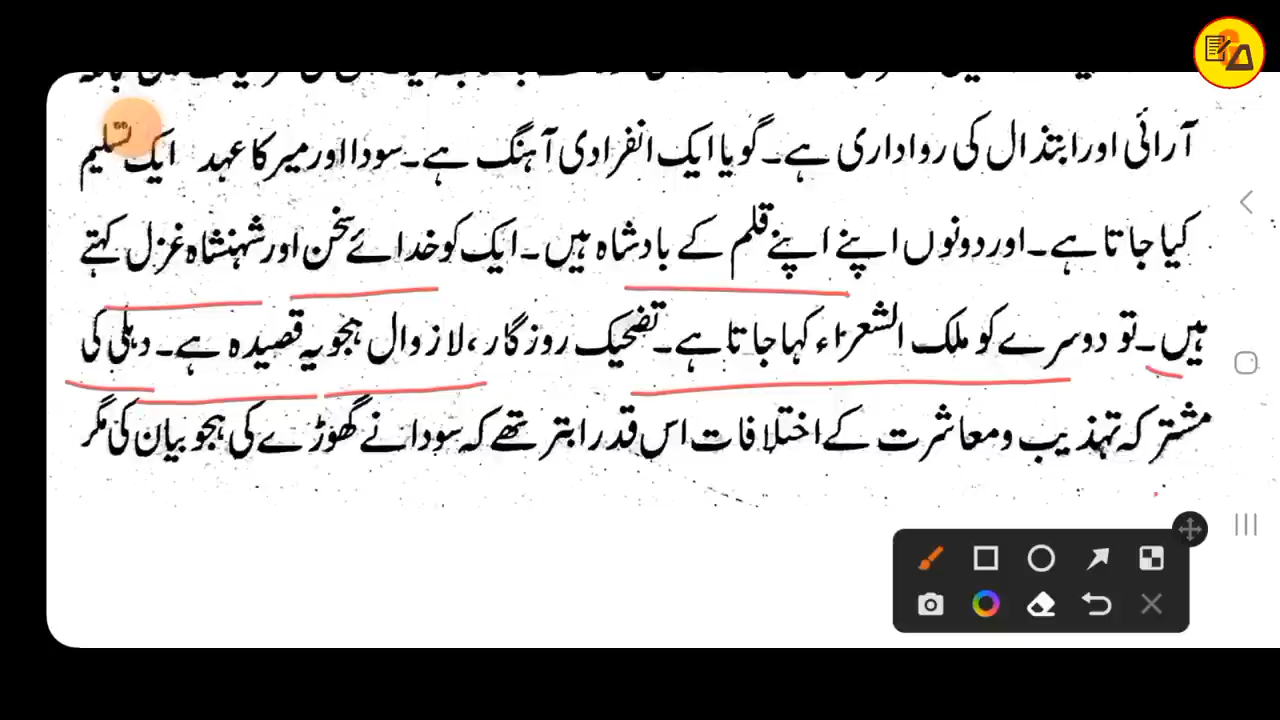 آرائی اور ابتذال کی رواداری ہے۔ گویا ایک انفرادی آہنگ ہے۔ سودا اور میر کا عہد ایک تسلیم
کیا جاتا ہے۔ اور دونوں اپنے اپنے قلم کے بادشاہ ہیں۔ ایک کو خدائے سخن اور شہنشاہ غزل کہتے
ہیں۔ تو دوسرے کو ملک الشعراء کہا جاتا ہے۔ تضحیک روزگار، لازوال ہجویہ قصیدہ ہے۔ دہلی کی
مشترکہ تہذیب و معاشرت کے اختلافات اس قدر ابتر تھے کہ سودا نے گھوڑے کی ہجو بیان کی مگر